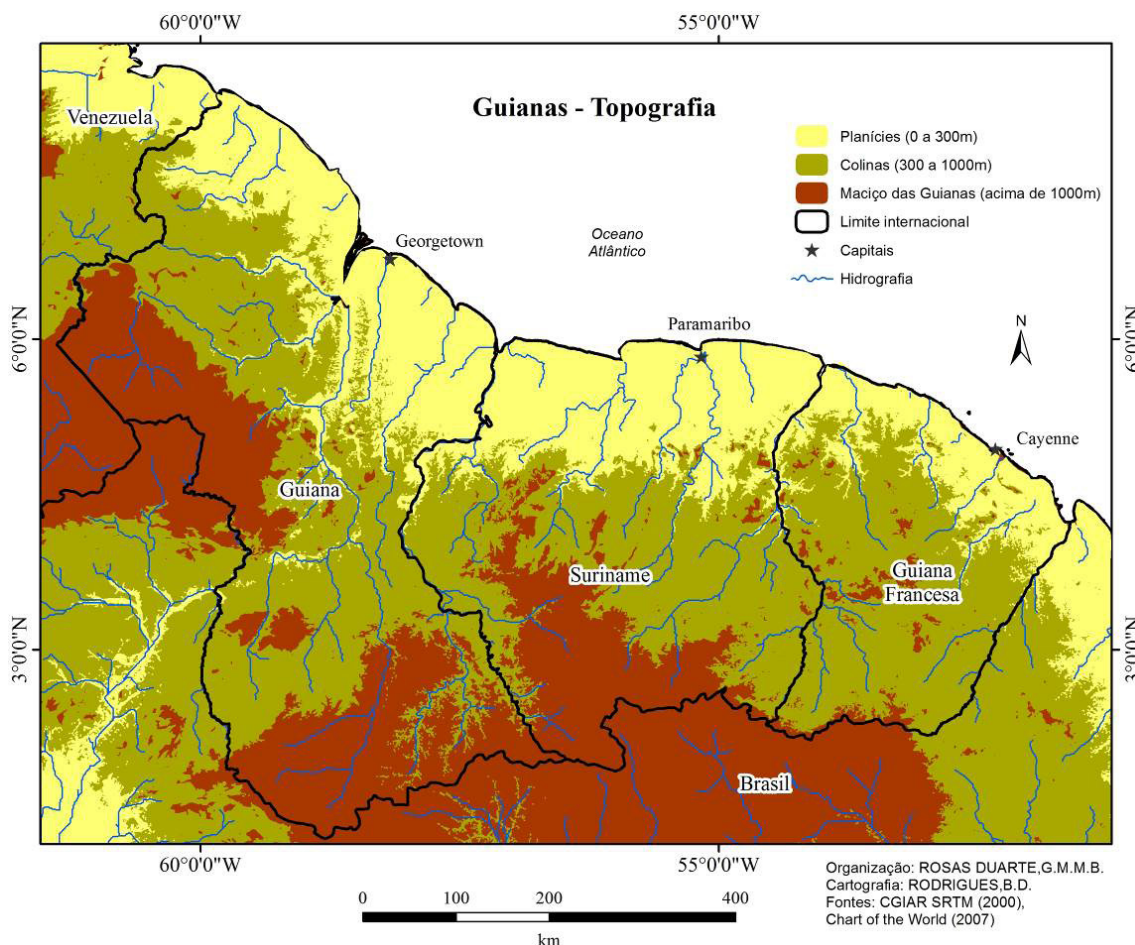 60°0'0"W
55°0'0"W
Guianas - Topografia
Venezuela
Planícies (0 a 300m)
Colinas (300 a 1000m)
Maciço das Guianas (acima de 1000m)
Limite internacional
Capitais
Hidrografia
Georgetown
Oceano
Atlântico
Paramaribo
N
6°0'0"N
6°0'0"N
Cayenne
Guiana
Suriname
Guiana
Francesa
3°0'0"N
3°0'0"N
Brasil
60°0'0"W
55°0'0"W
0
100
200
400
km
Organização: ROSAS DUARTE,G.M.M.B.
Cartografia: RODRIGUES,B.D.
Fontes: CGIAR SRTM (2000),
Chart of the World (2007)